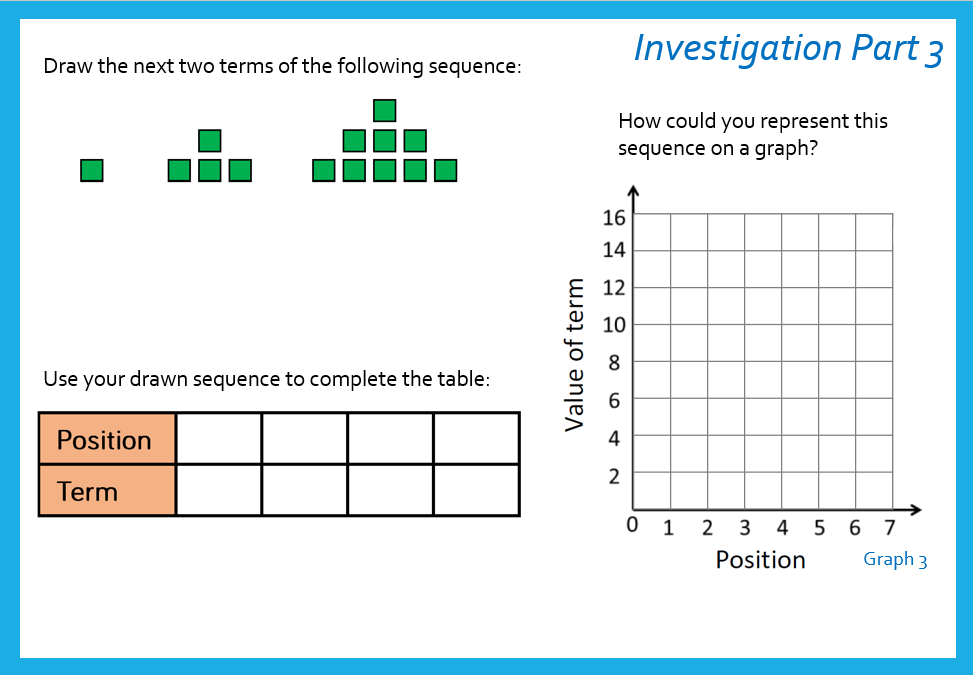 Investigation Part 3
Draw the next two terms of the following sequence:
How could you represent this
sequence on a graph?
16
14
12
10
8
6
4
2
Value of term
0 1 2 3 4 5 6 7
Position
Graph 3
Use your drawn sequence to complete the table:
Position
Term